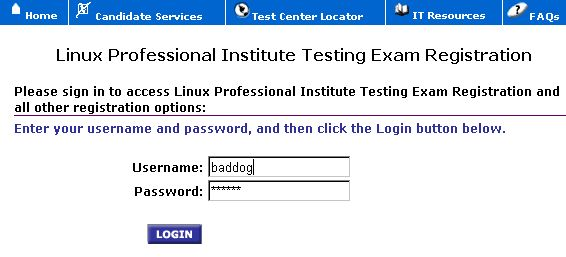 Home Candidate Services Test Center Locator IT Resources FAQs
Linux Professional Institute Testing Exam Registration
Please sign in to access Linux Professional Institute Testing Exam Registration and
all other registration options:
Enter your username and password, and then click the Login button below.
Username: baddog
Password: ******
LOGIN